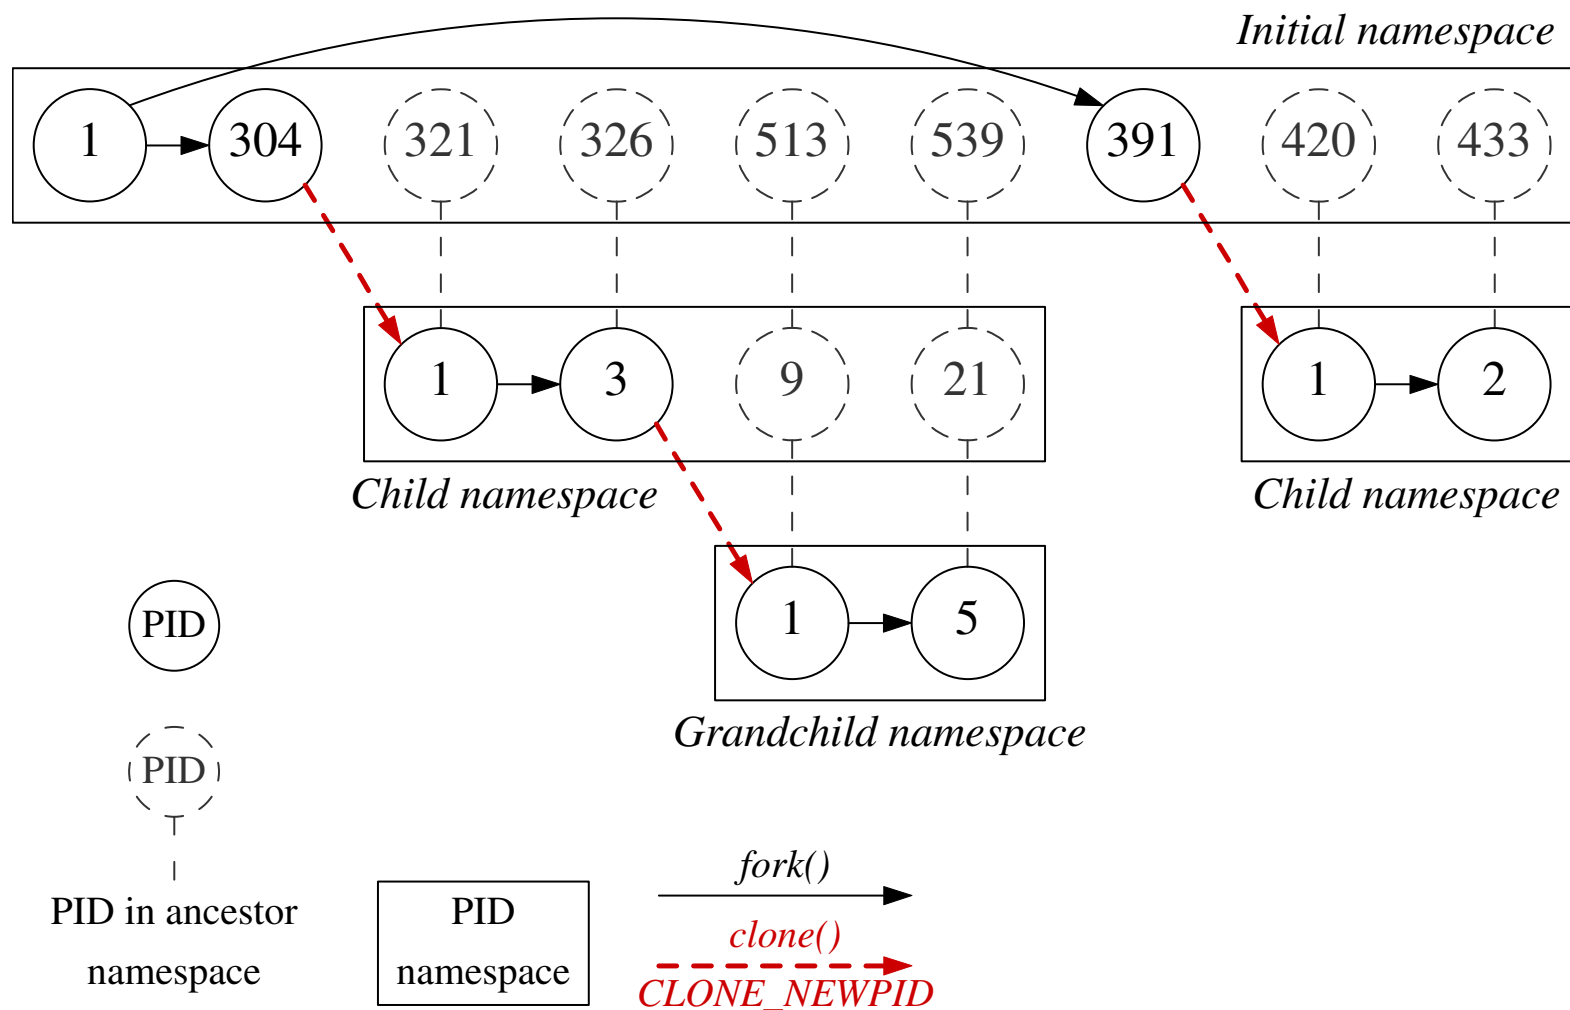 Initial namespace
1 304 321 326 513 539 391 420 433
1 3 9 21 1 2
Child namespace Child namespace
1 5
PID
Grandchild namespace
PID
fork()
PID in ancestor
namespace
PID
namespace
clone()
CLONE_NEWPID